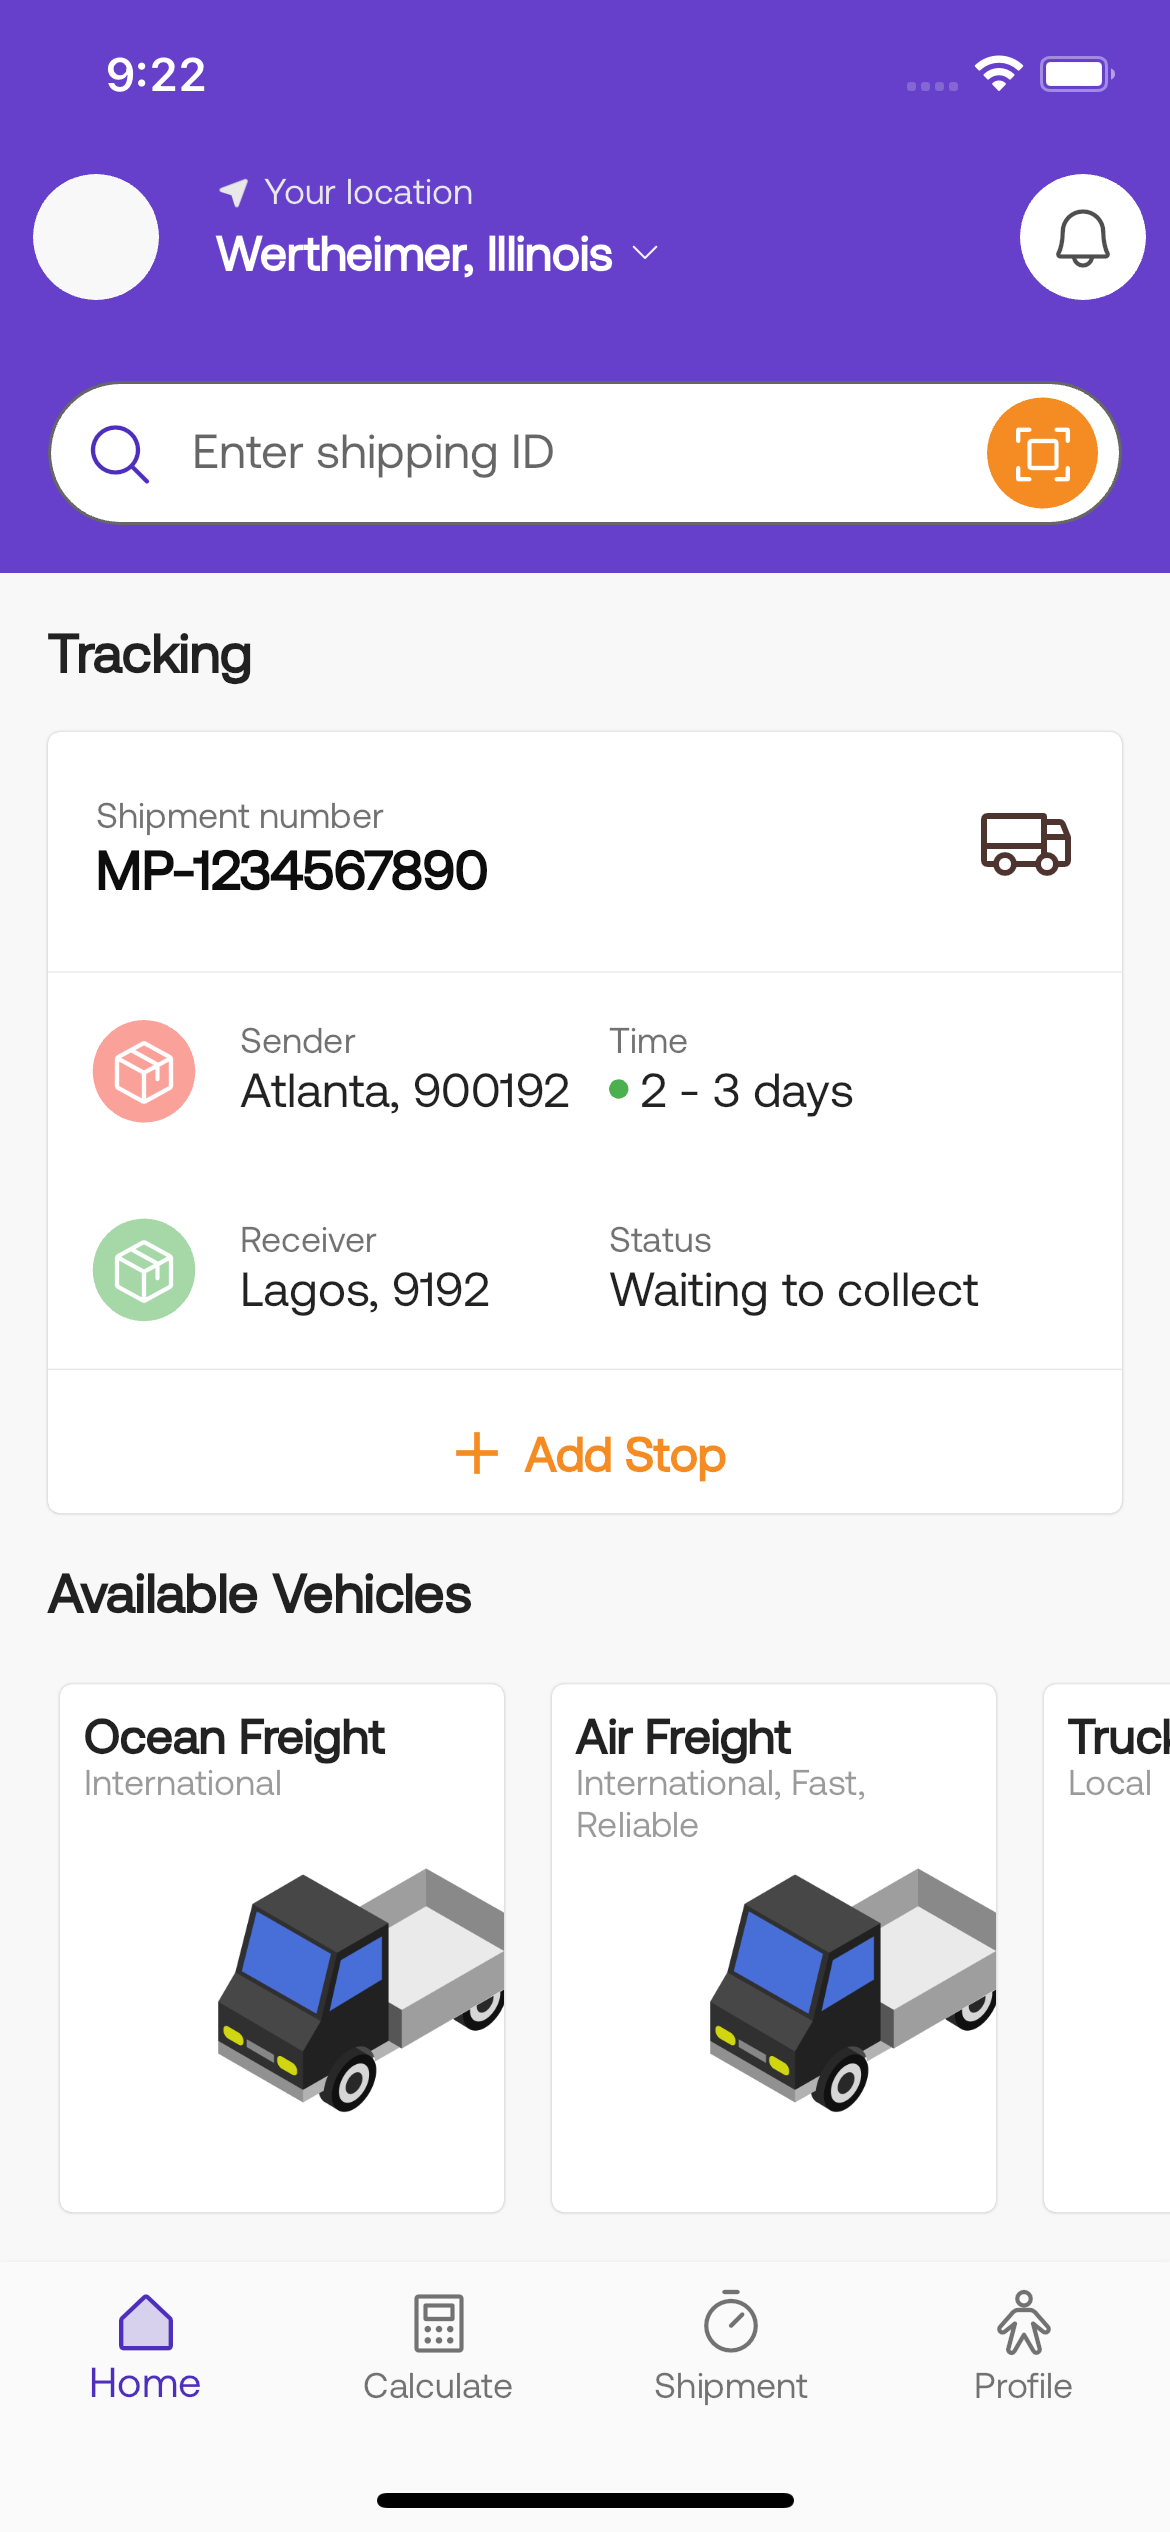 9:22
Your location
Wertheimer, Illinois
Enter shipping ID
Tracking
Shipment number
MP-1234567890
Sender
Time
Atlanta, 900192
2 - 3 days
Receiver
Status
Lagos, 9192
Waiting to collect
Add Stop
Available Vehicles
Ocean Freight
International
Air Freight
International, Fast,
Reliable
Local
Home
Calculate
Shipment
Profile